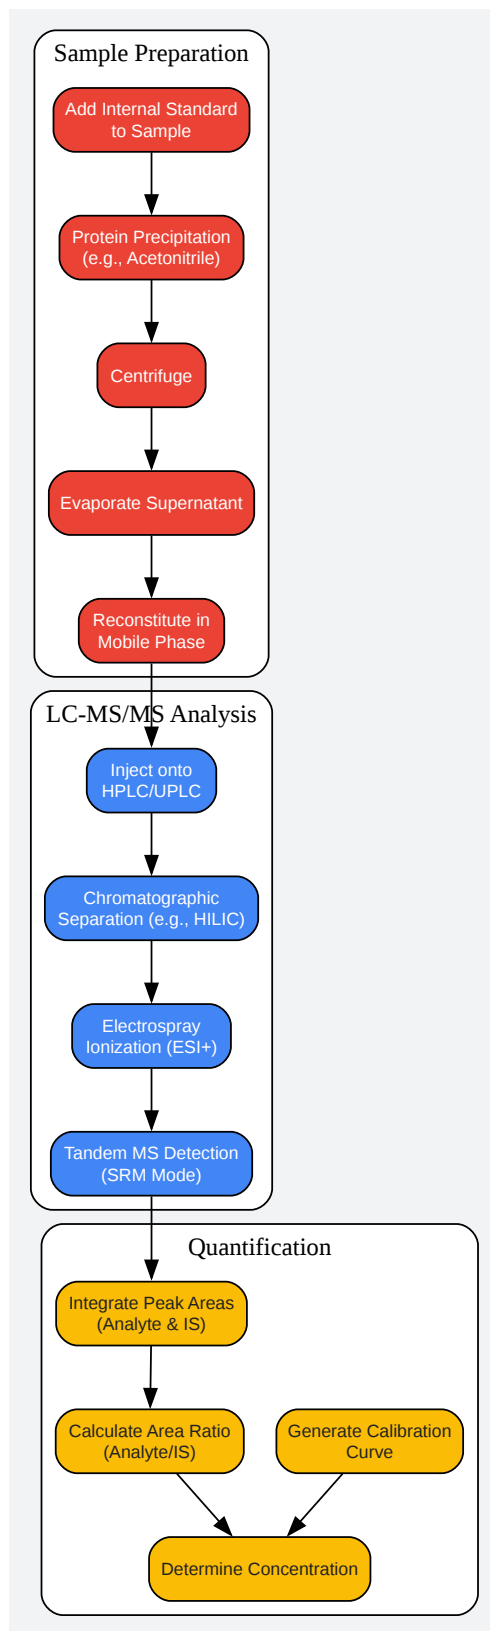 Sample Preparation
Add Internal Standard
to Sample
Protein Precipitation
(e.g., Acetonitrile)
Centrifuge
Evaporate Supernatant
Reconstitute in
Mobile Phase
LC-MS/MS Analysis
Inject onto
HPLC/UPLC
Chromatographic
Separation (e.g., HILIC)
Electrospray
Ionization (ESI+)
Tandem MS Detection
(SRM Mode)
Quantification
Integrate Peak Areas
(Analyte & IS)
Calculate Area Ratio
(Analyte/IS)
Generate Calibration
Curve
Determine Concentration